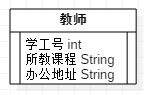 教师
学工号 int
所教课程 String
办公地址 String